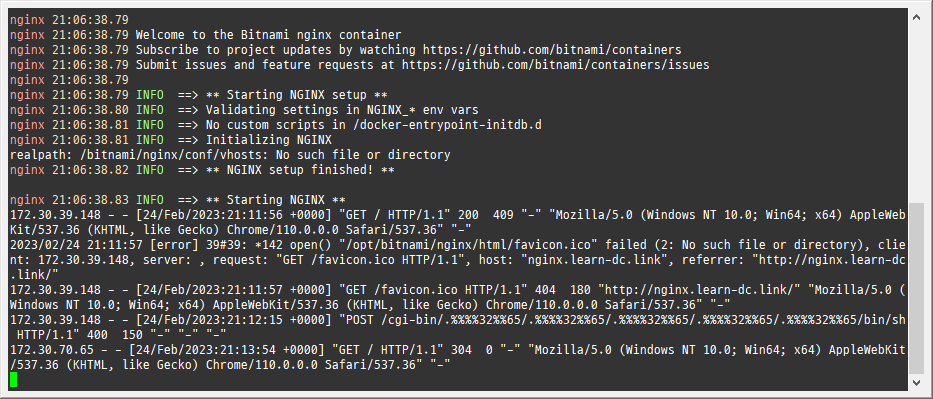 nginx 21:06:38.79
nginx 21:06:38.79 Welcome to the Bitnami nginx container
nginx 21:06:38.79 Subscribe to project updates by watching https://github.com/bitnami/containers
nginx 21:06:38.79 Submit issues and feature requests at https://github.com/bitnami/containers/issues
nginx 21:06:38.79
nginx 21:06:38.79 INFO  ==> ** Starting NGINX setup **
nginx 21:06:38.80 INFO  ==> Validating settings in NGINX_* env vars
nginx 21:06:38.81 INFO  ==> No custom scripts in /docker-entrypoint-initdb.d
nginx 21:06:38.81 INFO  ==> Initializing NGINX
realpath: /bitnami/nginx/conf/vhosts: No such file or directory
nginx 21:06:38.82 INFO  ==> ** NGINX setup finished! **
nginx 21:06:38.83 INFO  ==> ** Starting NGINX **
172.30.39.148 - - [24/Feb/2023:21:11:56 +0000] "GET / HTTP/1.1" 200  409 "-" "Mozilla/5.0 (Windows NT 10.0; Win64; x64) AppleWeb
Kit/537.36 (KHTML, like Gecko) Chrome/110.0.0.0 Safari/537.36" "-"
2023/02/24 21:11:57 [error] 39#39: *142 open() "/opt/bitnami/nginx/html/favicon.ico" failed (2: No such file or directory), clie
nt: 172.30.39.148, server: , request: "GET /favicon.ico HTTP/1.1", host: "nginx.learn-dc.link", referrer: "http://nginx.learn-dc
.link/"
172.30.39.148 - - [24/Feb/2023:21:11:57 +0000] "GET /favicon.ico HTTP/1.1" 404  180 "http://nginx.learn-dc.link/" "Mozilla/5.0 (
Windows NT 10.0; Win64; x64) AppleWebKit/537.36 (KHTML, like Gecko) Chrome/110.0.0.0 Safari/537.36" "-"
172.30.39.148 - - [24/Feb/2023:21:12:15 +0000] "POST /cgi-bin/.%%%%32%%65/.%%%%32%%65/.%%%%32%%65/.%%%%32%%65/.%%%%32%%65/bin/sh
 HTTP/1.1" 400  150 "-" "-" "-"
172.30.70.65 - - [24/Feb/2023:21:13:54 +0000] "GET / HTTP/1.1" 304  0 "-" "Mozilla/5.0 (Windows NT 10.0; Win64; x64) AppleWebKit
/537.36 (KHTML, like Gecko) Chrome/110.0.0.0 Safari/537.36" "-"